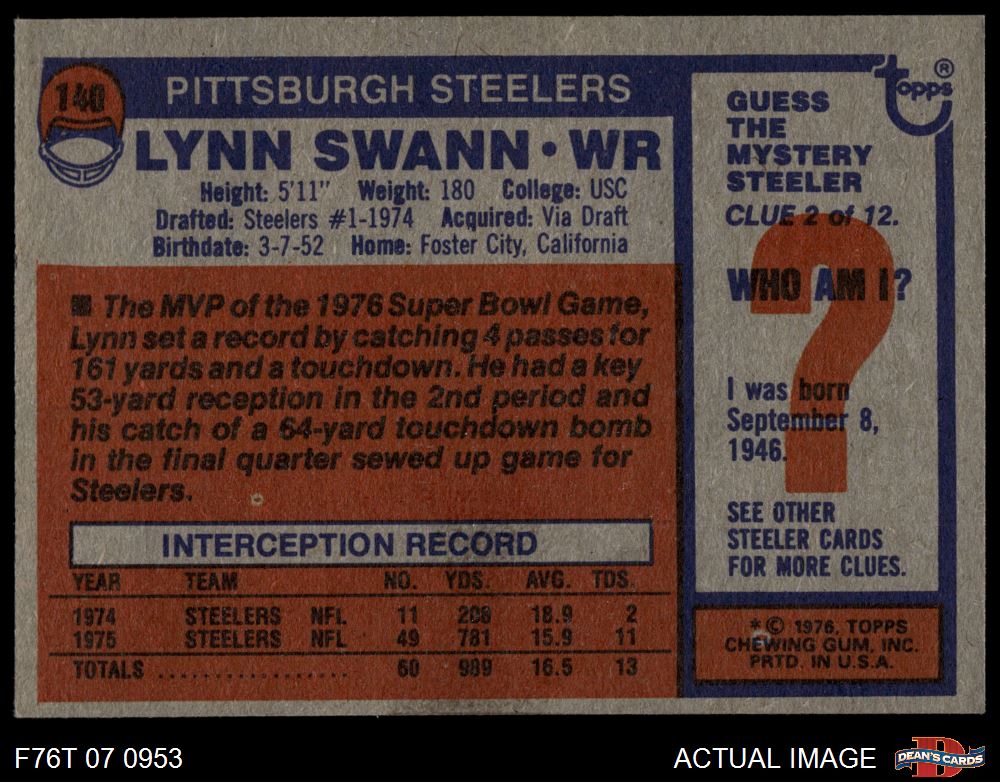 140
PITTSBURGH STEELERS
LYNN SWANN • WR
Height: 5'11" Weight: 180 College: USC
Drafted: Steelers #1-1974 Acquired: Via Draft
Birthdate: 3-7-52 Home: Foster City, California
■ The MVP of the 1976 Super Bowl Game,
Lynn set a record by catching 4 passes for
161 yards and a touchdown. He had a key
53-yard reception in the 2nd period and
his catch of a 64-yard touchdown bomb
in the final quarter sewed up game for
Steelers.
INTERCEPTION RECORD
YEAR TEAM NO. YDS. AVG. TDS.
1974 STEELERS NFL 11 208 18.9 2
1975 STEELERS NFL 49 781 15.9 11
TOTALS .................. 60 989 16.5 13
topps®
GUESS
THE
MYSTERY
STEELER
CLUE 2 of 12.
?
WHO AM I?
I was born
September 8,
1946.
SEE OTHER
STEELER CARDS
FOR MORE CLUES.
*© 1976, TOPPS
CHEWING GUM, INC.
PRTD. IN U.S.A.
F76T 07 0953
ACTUAL IMAGE
D
DEAN'S CARDS